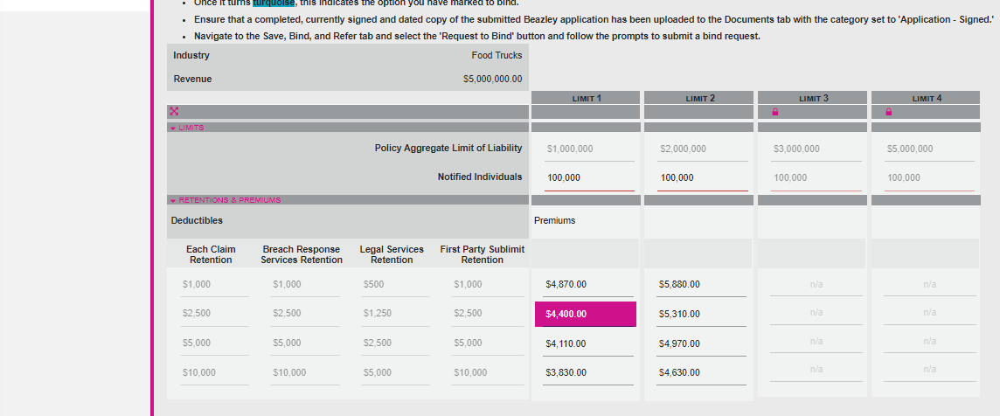 Once it turns turquoise, this indicates the option you have marked to bind.
Ensure that a completed, currently signed and dated copy of the submitted Beazley application has been uploaded to the Documents tab with the category set to 'Application - Signed.'
Navigate to the Save, Bind, and Refer tab and select the 'Request to Bind' button and follow the prompts to submit a bind request.
Industry Food Trucks
Revenue $5,000,000.00
LIMIT 1 LIMIT 2 LIMIT 3 LIMIT 4
LIMITS
Policy Aggregate Limit of Liability $1,000,000 $2,000,000 $3,000,000 $5,000,000
Notified Individuals 100,000 100,000 100,000 100,000
RETENTIONS & PREMIUMS
Deductibles Premiums
Each Claim Retention Breach Response Services Retention Legal Services Retention First Party Sublimit Retention
$1,000 $1,000 $500 $1,000 $4,870.00 $5,880.00 n/a n/a
$2,500 $2,500 $1,250 $2,500 $4,400.00 $5,310.00 n/a n/a
$5,000 $5,000 $2,500 $5,000 $4,110.00 $4,970.00 n/a n/a
$10,000 $10,000 $5,000 $10,000 $3,830.00 $4,630.00 n/a n/a